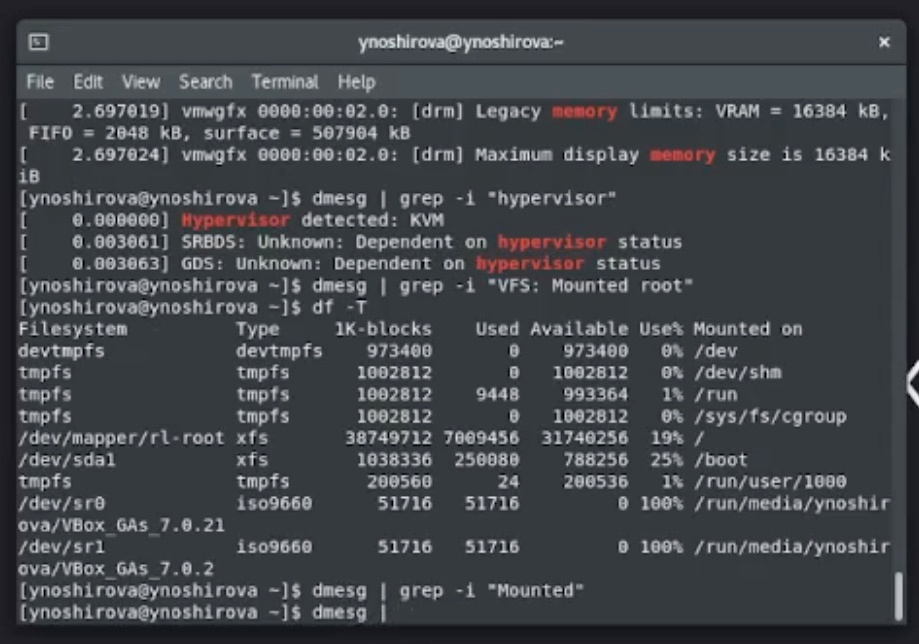 ynoshirova@ynoshirova:~ ×
File Edit View Search Terminal Help
[    2.697019] vmwgfx 0000:00:02.0: [drm] Legacy memory limits: VRAM = 16384 kB,
 FIFO = 2048 kB, surface = 507904 kB
[    2.697024] vmwgfx 0000:00:02.0: [drm] Maximum display memory size is 16384 k
iB
[ynoshirova@ynoshirova ~]$ dmesg | grep -i "hypervisor"
[    0.000000] Hypervisor detected: KVM
[    0.003061] SRBDS: Unknown: Dependent on hypervisor status
[    0.003063] GDS: Unknown: Dependent on hypervisor status
[ynoshirova@ynoshirova ~]$ dmesg | grep -i "VFS: Mounted root"
[ynoshirova@ynoshirova ~]$ df -T
Filesystem          Type     1K-blocks    Used Available Use% Mounted on
devtmpfs            devtmpfs    973400       0    973400   0% /dev
tmpfs               tmpfs      1002812       0   1002812   0% /dev/shm
tmpfs               tmpfs      1002812    9448    993364   1% /run
tmpfs               tmpfs      1002812       0   1002812   0% /sys/fs/cgroup
/dev/mapper/rl-root xfs       38749712 7009456  31740256  19% /
/dev/sda1           xfs        1038336  250080    788256  25% /boot
tmpfs               tmpfs       200560      24    200536   1% /run/user/1000
/dev/sr0            iso9660      51716   51716         0 100% /run/media/ynoshir
ova/VBox_GAs_7.0.21
/dev/sr1            iso9660      51716   51716         0 100% /run/media/ynoshir
ova/VBox_GAs_7.0.2
[ynoshirova@ynoshirova ~]$ dmesg | grep -i "Mounted"
[ynoshirova@ynoshirova ~]$ dmesg |